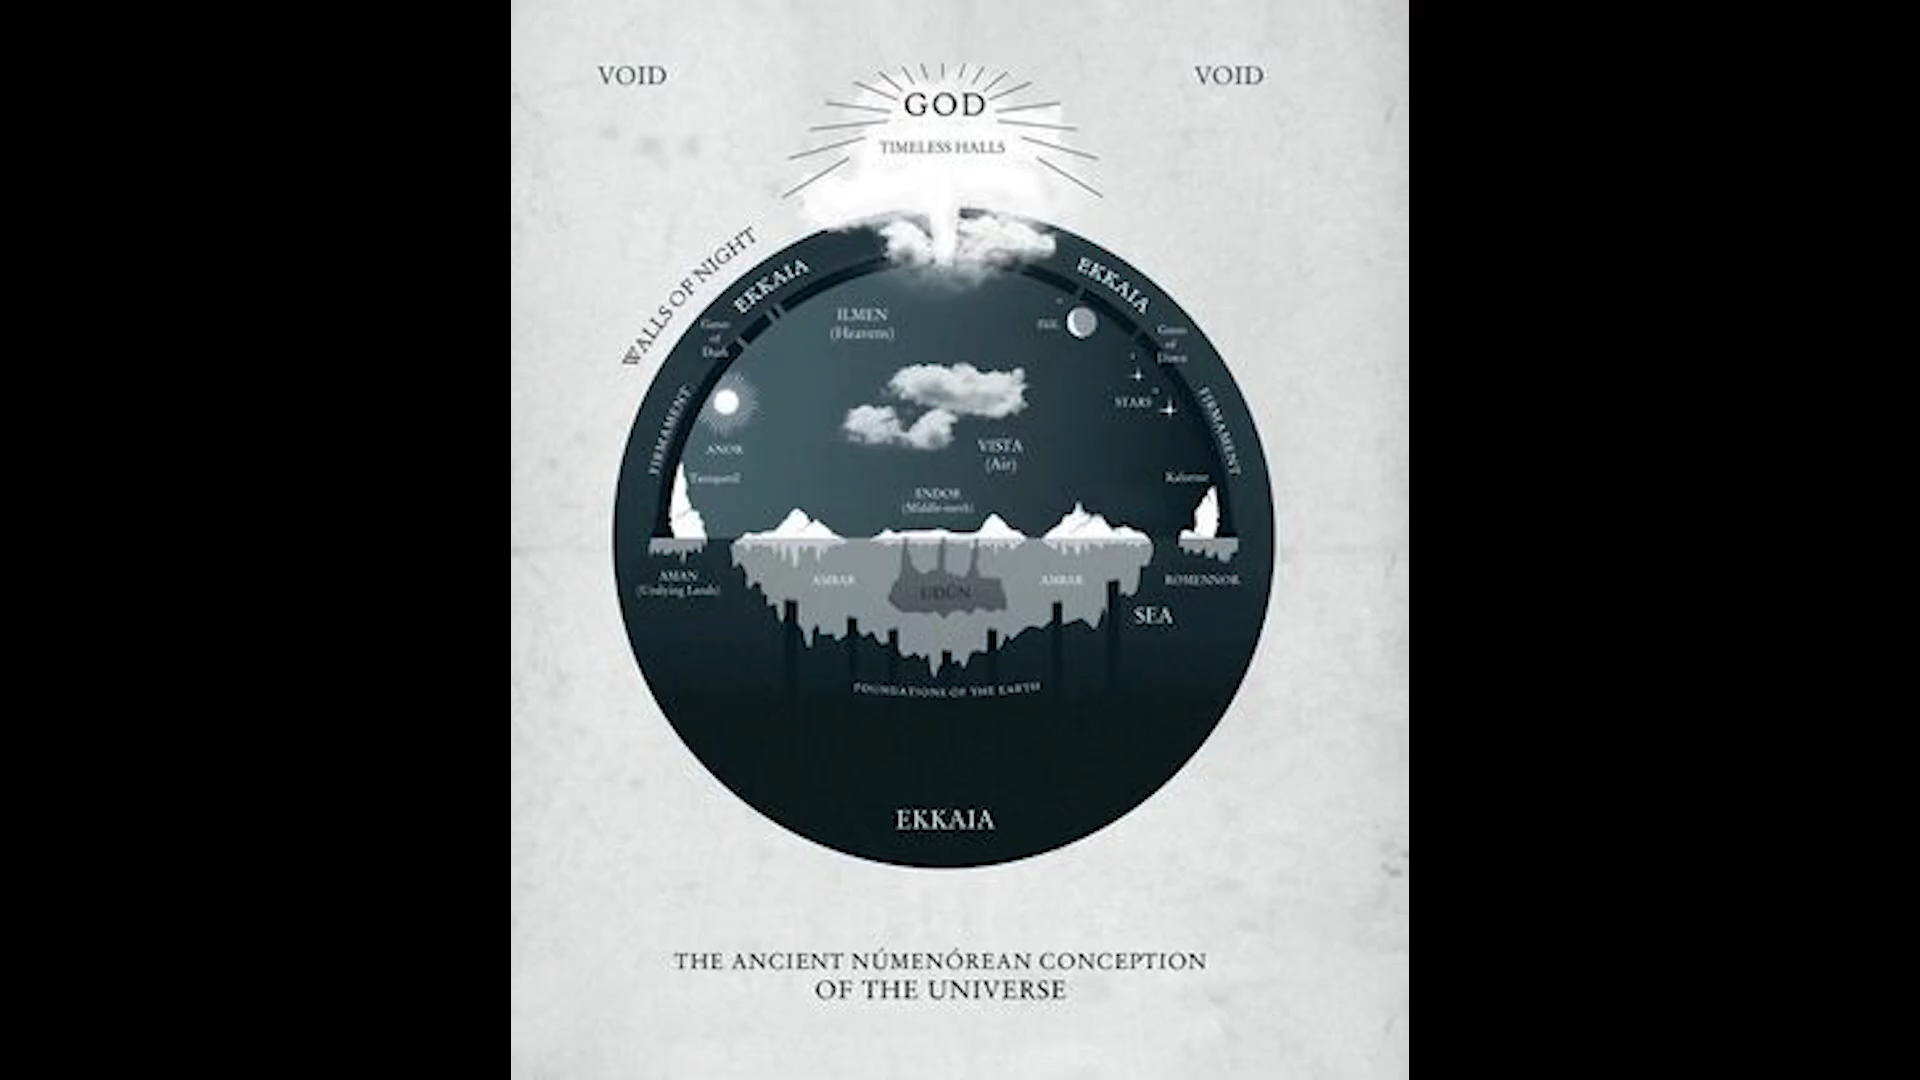 VOID
VOID
GOD
TIMELESS HALLS
WALLS OF NIGHT
EKKAIA
EKKAIA
ILMEN
(Heavens)
Gates
of
Dark
Gates
of
Dawn
FIRMAMENT
FIRMAMENT
STARS
ANOR
VISTA
(Air)
Taniquetil
Kalormë
ENDOR
(Middle-earth)
AMAN
(Undying Lands)
AMBAR
UDÛN
AMBAR
ROMENNOR
SEA
FOUNDATIONS OF THE EARTH
EKKAIA
THE ANCIENT NÚMENÓREAN CONCEPTION
OF THE UNIVERSE